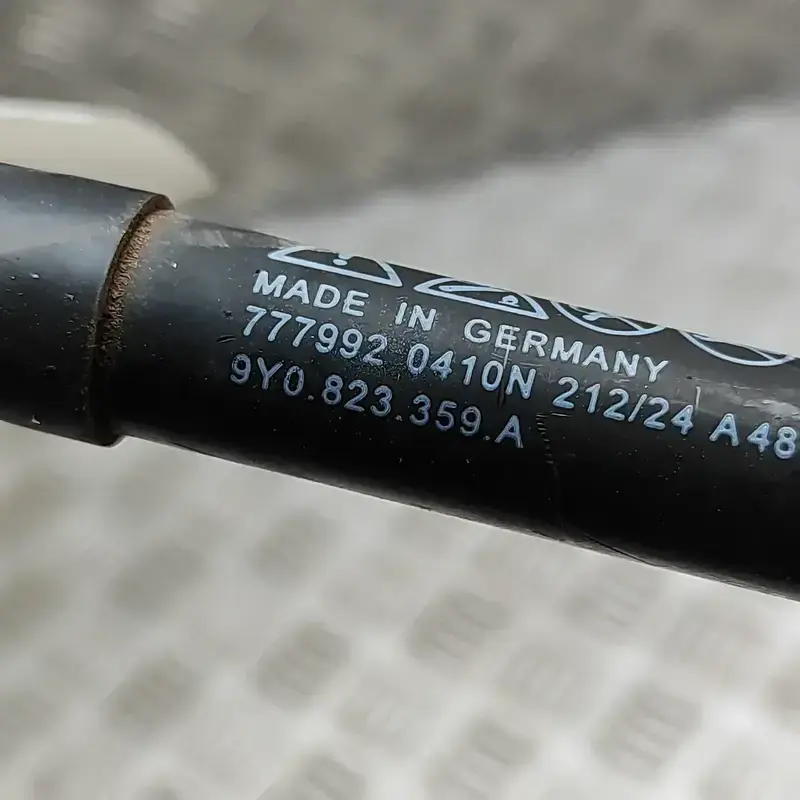 MADE IN GERMANY
777992 0410N 212/24 A48
9Y0.823.359.A